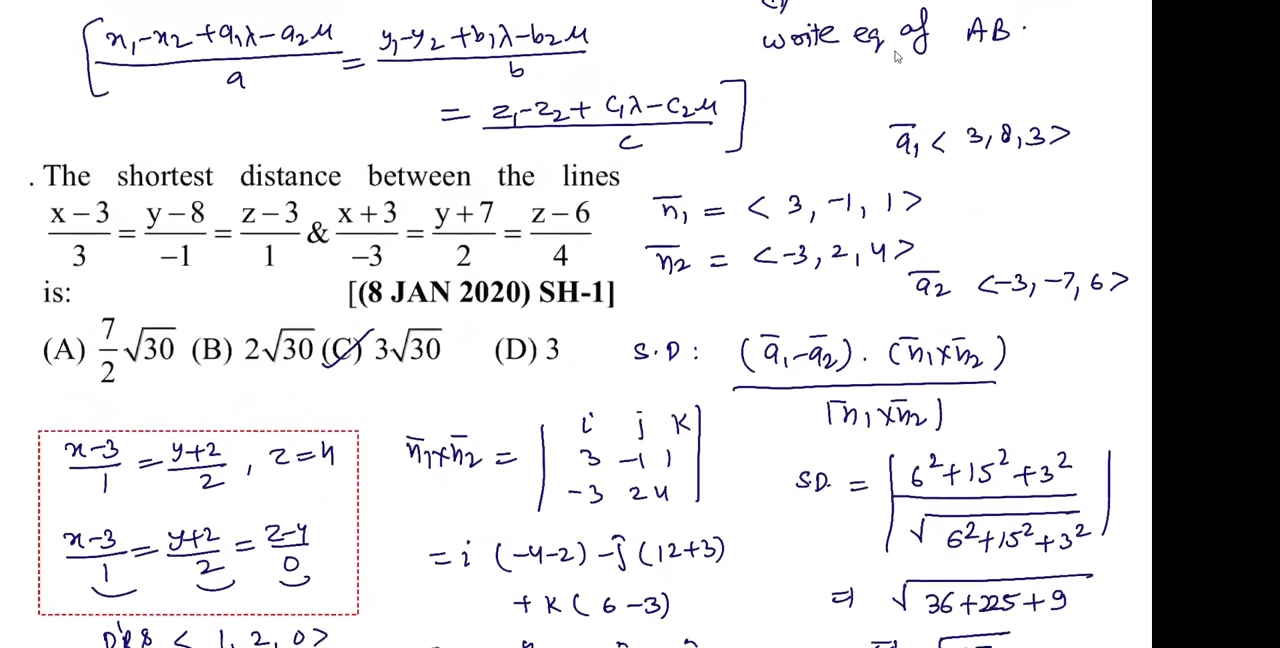 [ x₁-x₂+a₁λ-a₂μ / a = y₁-y₂+b₁λ-b₂μ / b
= z₁-z₂+c₁λ-c₂μ / c ]
write eq of AB.
a̅₁ < 3,8,3>
. The shortest distance between the lines
x−3/3 = y−8/−1 = z−3/1 & x+3/−3 = y+7/2 = z−6/4
is: [(8 JAN 2020) SH-1]
(A) 7/2 √30 (B) 2√30 (C) 3√30 (D) 3
n̅₁ = < 3, -1, 1>
n̅₂ = <-3, 2, 4>
a̅₂ <-3,-7,6>
S.D : (a̅₁-a̅₂) . (n̅₁×n̅₂) / |n̅₁×n̅₂|
x-3/1 = y+2/2 , z=4
x-3/1 = y+2/2 = z-4/0
D'RS < 1, 2, 0>
n̅₁×n̅₂ = | i j k
3 -1 1
-3 2 4 |
= i (-4-2) -j (12+3)
+ k ( 6-3)
SD. = | 6²+15²+3² / √6²+15²+3² |
⇒ √36+225+9